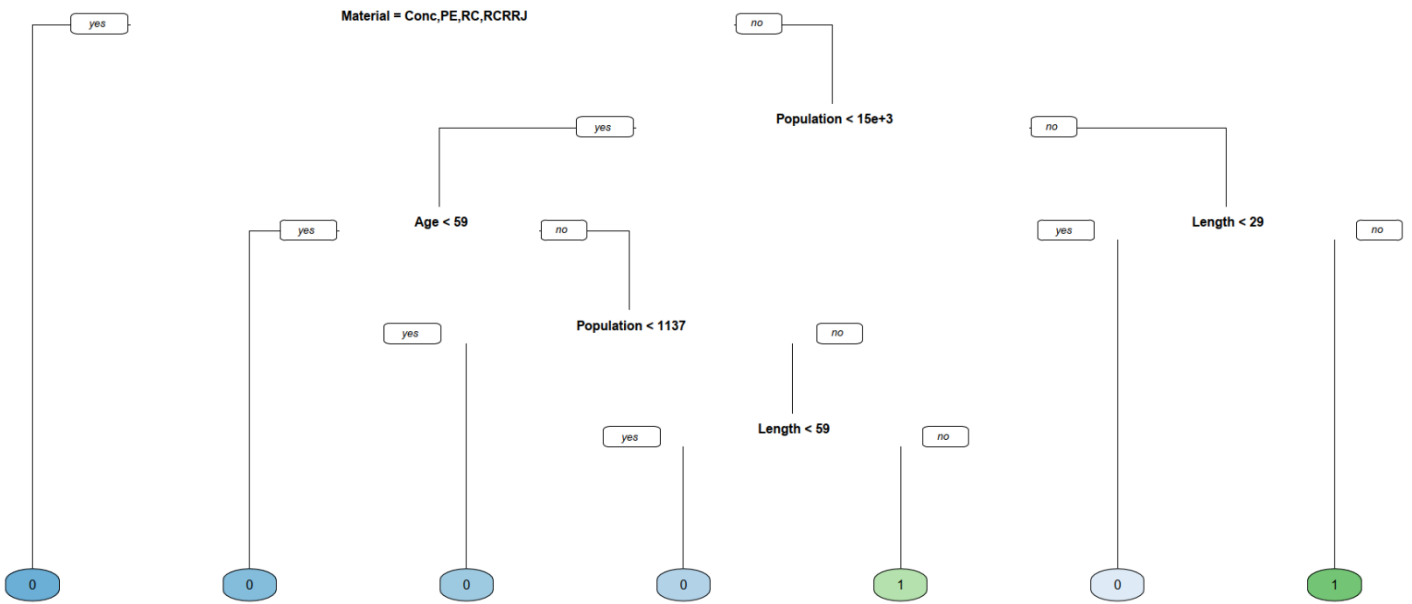 yes
Material = Conc,PE,RC,RCRRJ
no
yes
Population < 15e+3
no
yes
Age < 59
no
yes
Length < 29
no
yes
Population < 1137
no
yes
Length < 59
no
0
0
0
0
1
0
1